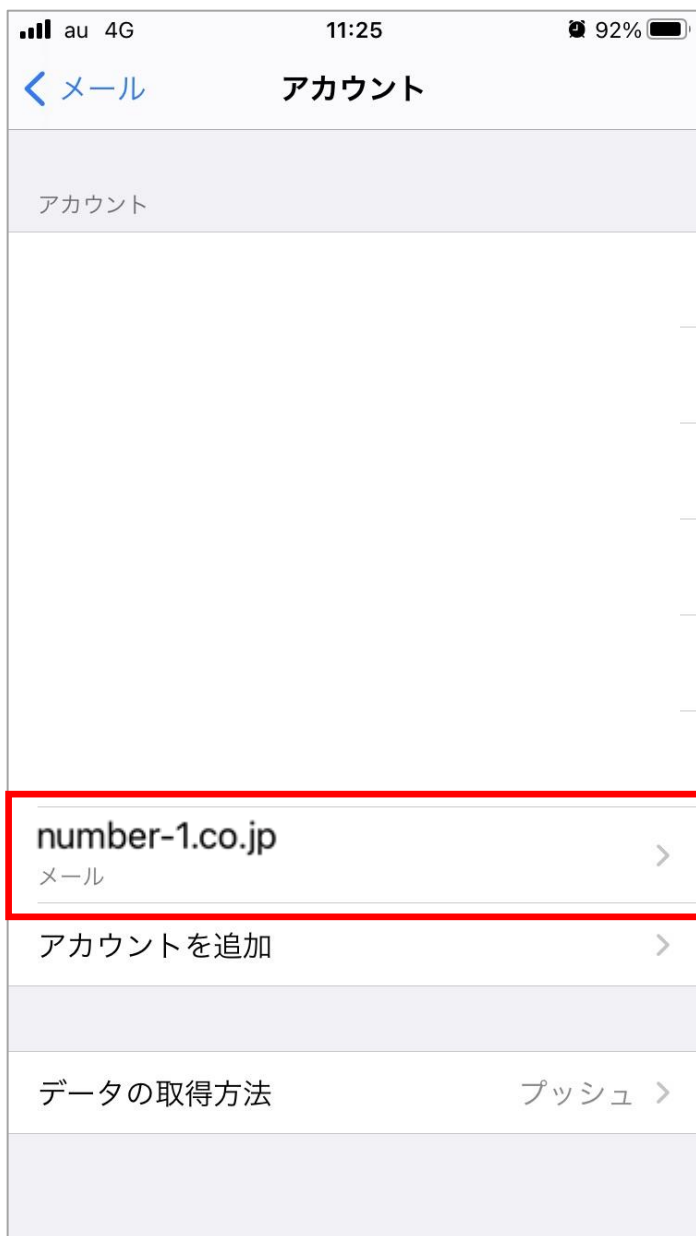 au 4G 11:25 92%
メール アカウント
アカウント
number-1.co.jp
メール
アカウントを追加
データの取得方法 プッシュ